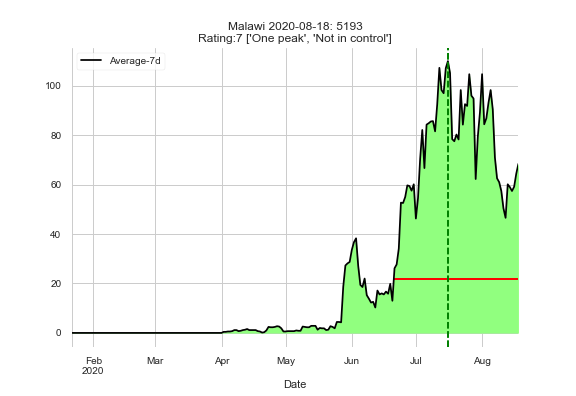 Malawi 2020-08-18: 5193
Rating:7 ['One peak', 'Not in control']
Average-7d
100
80
60
40
20
0
Feb
2020
Mar
Apr
May
Jun
Jul
Aug
Date